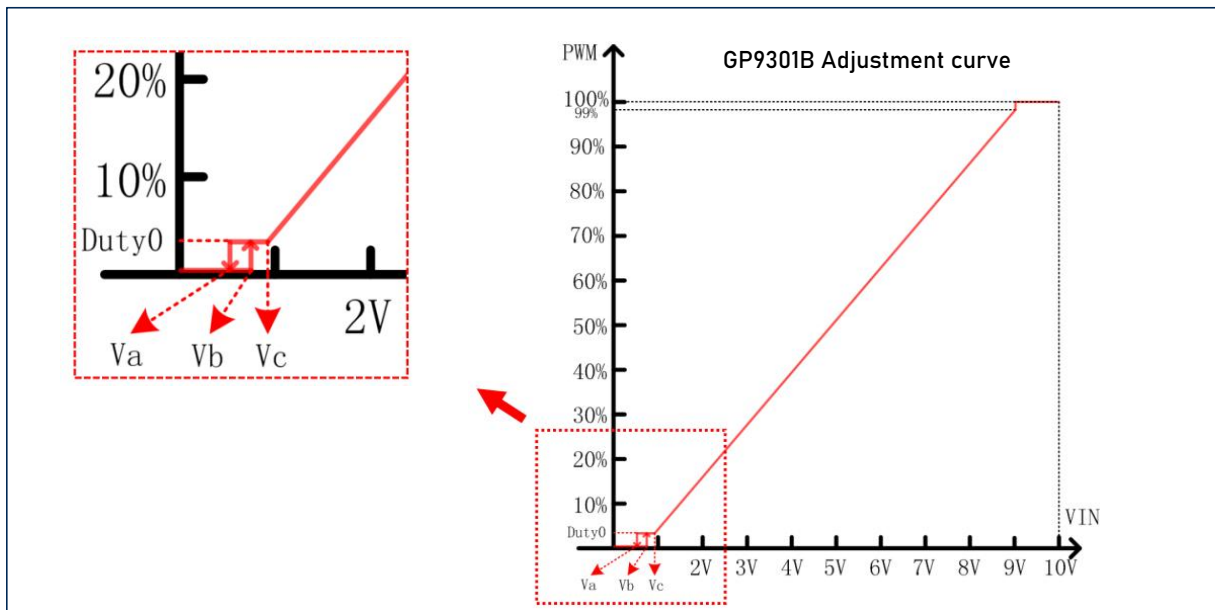 20%
10%
Duty0
2V
Va Vb Vc
PWM
GP9301B Adjustment curve
100%
99%
90%
80%
70%
60%
50%
40%
30%
20%
10%
Duty0
VIN
2V 3V 4V 5V 6V 7V 8V 9V 10V
Va Vb Vc